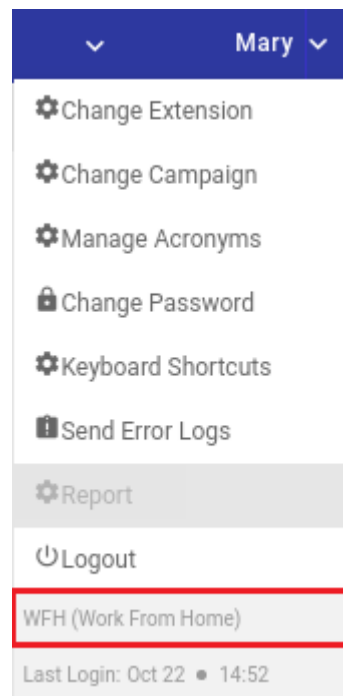 Mary
Change Extension
Change Campaign
Manage Acronyms
Change Password
Keyboard Shortcuts
Send Error Logs
Report
Logout
WFH (Work From Home)
Last Login: Oct 22 ● 14:52